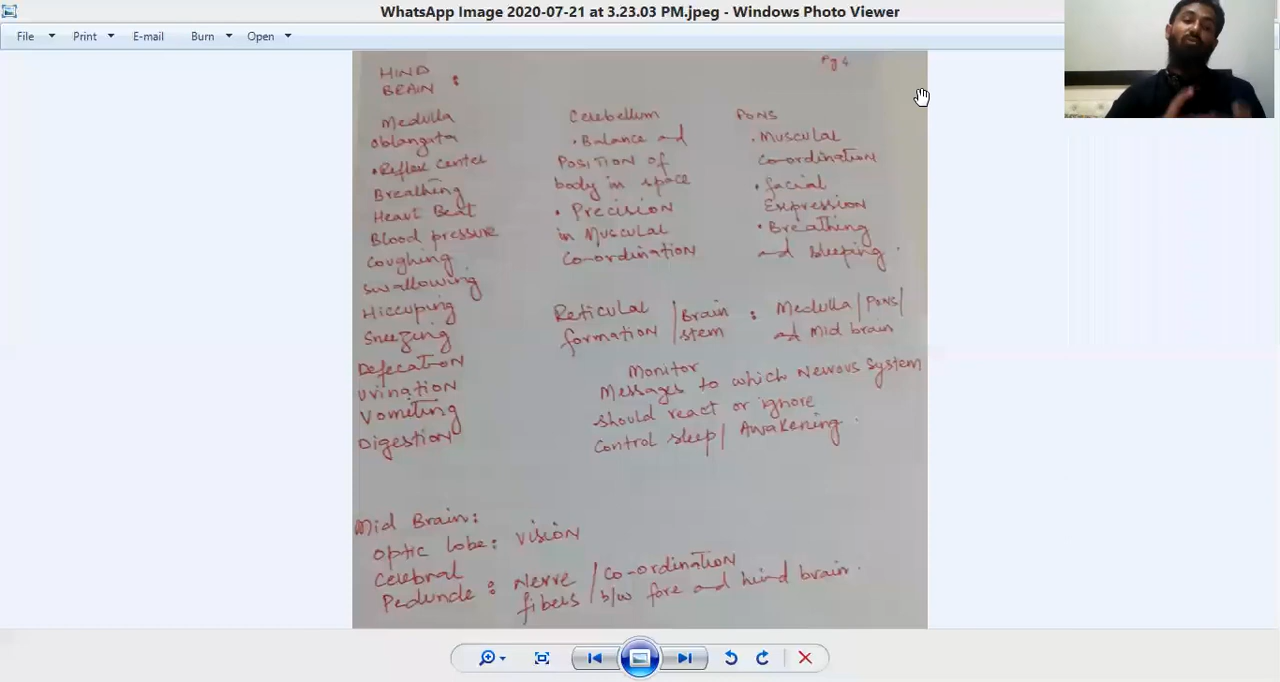 WhatsApp Image 2020-07-21 at 3.23.03 PM.jpeg - Windows Photo Viewer
File Print E-mail Burn Open
Pg 4
HIND
BRAIN :
Medulla
oblangata
• Reflex center
Breathing
Heart Beat
Blood pressure
Coughing
swallowing
Hiccuping
Sneezing
Defecation
Urination
Vomiting
Digestion
Cerebellum
• Balance and
Position of
body in space
• Precision
in Muscular
Co-ordination
PONS
• Muscular
co-ordination
• facial
Expression
• Breathing
and sleeping.
Reticular / Brain : Medulla / Pons /
formation / stem and Mid brain
Monitor
Messages to which Nervous System
should react or ignore
control sleep / Awakening.
Mid Brain:
optic lobe: vision
Cerebral
Peduncle : Nerve / co-ordination
fibers / b/w fore and hind brain.